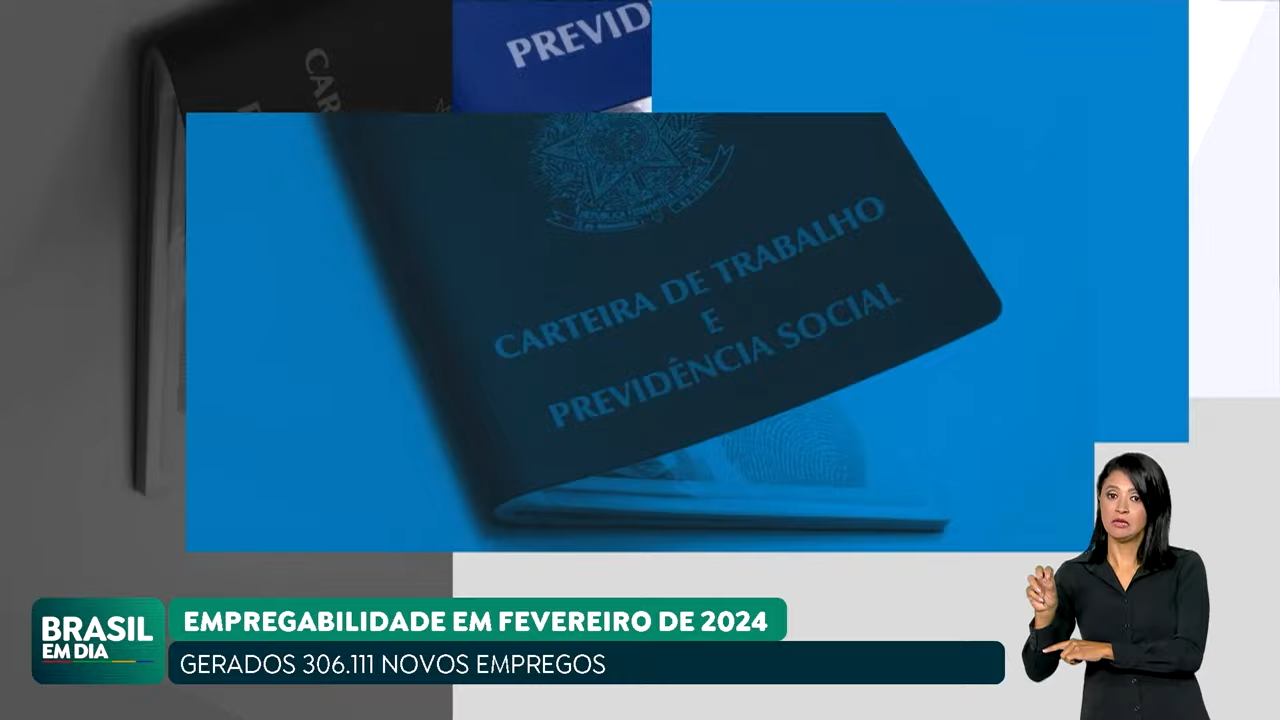 PREVID
CAR
CARTEIRA DE TRABALHO
E
PREVIDÊNCIA SOCIAL
BRASIL
EM DIA
EMPREGABILIDADE EM FEVEREIRO DE 2024
GERADOS 306.111 NOVOS EMPREGOS